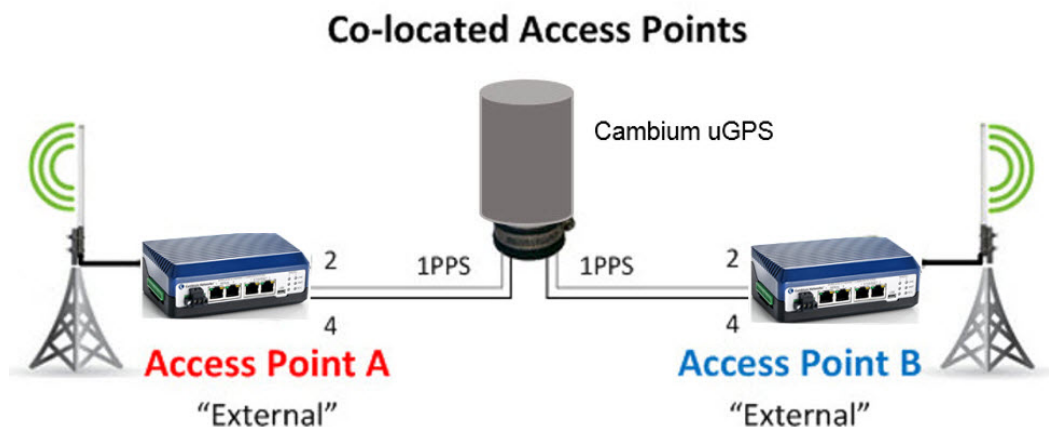 Co-located Access Points
Cambium uGPS
2 1PPS 1PPS 2
4 4
Access Point A Access Point B
“External” “External”